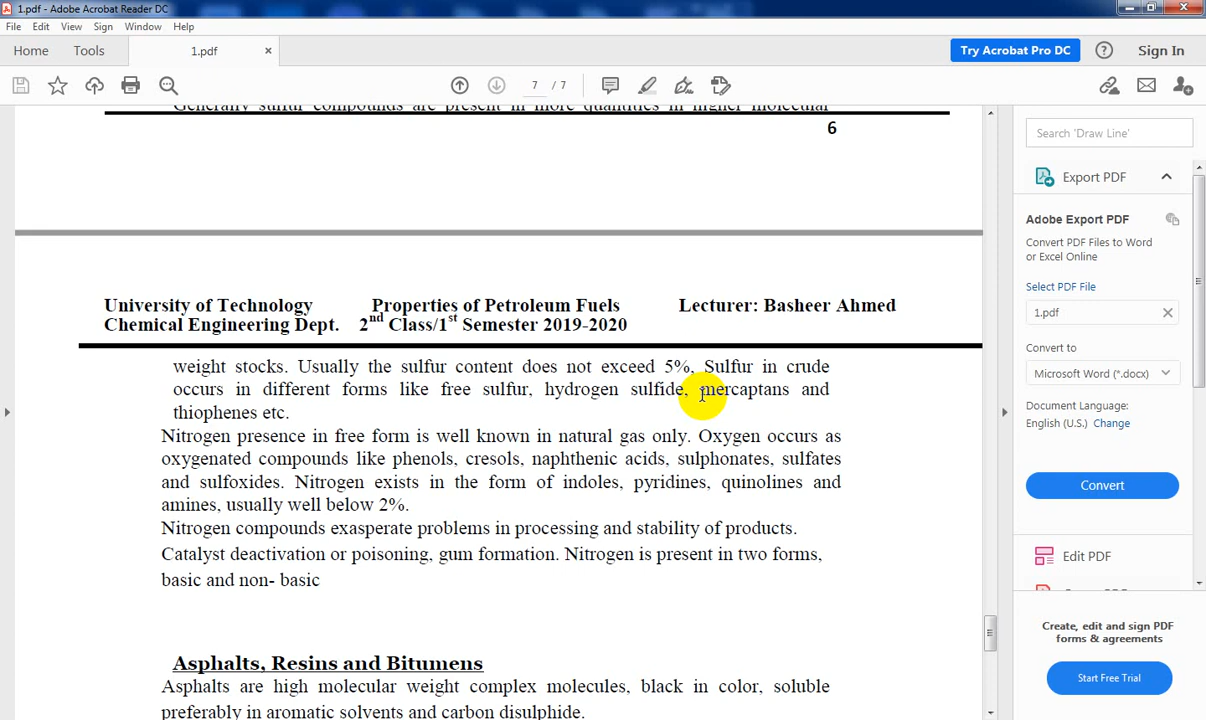 1.pdf - Adobe Acrobat Reader DC
File Edit View Sign Window Help
Home Tools 1.pdf × Try Acrobat Pro DC ? Sign In
7 / 7
Generally sulfur compounds are present in more quantities in higher molecular
6
University of Technology Properties of Petroleum Fuels Lecturer: Basheer Ahmed
Chemical Engineering Dept. 2nd Class/1st Semester 2019-2020
weight stocks. Usually the sulfur content does not exceed 5%, Sulfur in crude
occurs in different forms like free sulfur, hydrogen sulfide, mercaptans and
thiophenes etc.
Nitrogen presence in free form is well known in natural gas only. Oxygen occurs as
oxygenated compounds like phenols, cresols, naphthenic acids, sulphonates, sulfates
and sulfoxides. Nitrogen exists in the form of indoles, pyridines, quinolines and
amines, usually well below 2%.
Nitrogen compounds exasperate problems in processing and stability of products.
Catalyst deactivation or poisoning, gum formation. Nitrogen is present in two forms,
basic and non- basic
Asphalts, Resins and Bitumens
Asphalts are high molecular weight complex molecules, black in color, soluble
preferably in aromatic solvents and carbon disulphide.
Search 'Draw Line'
Export PDF
Adobe Export PDF
Convert PDF Files to Word
or Excel Online
Select PDF File
1.pdf ×
Convert to
Microsoft Word (*.docx)
Document Language:
English (U.S.) Change
Convert
Edit PDF
Create, edit and sign PDF
forms & agreements
Start Free Trial